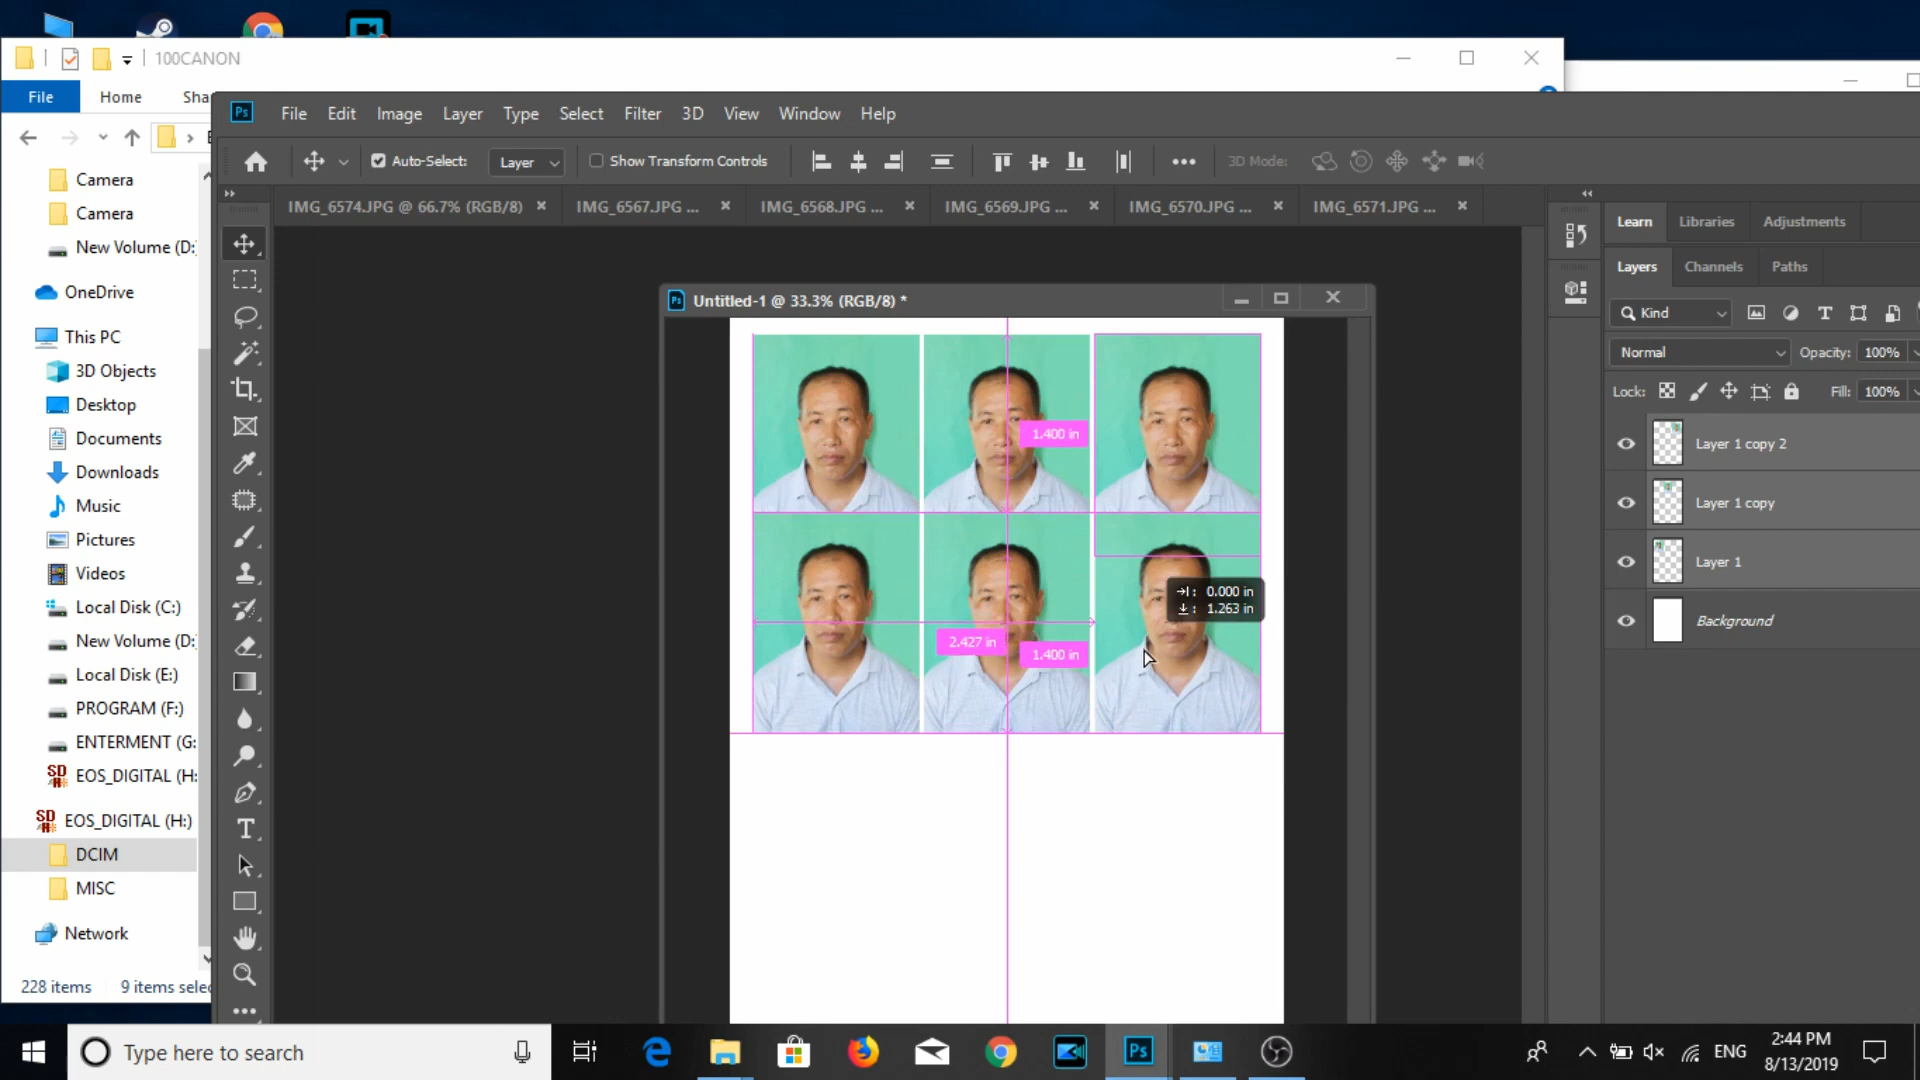 100CANON
File
Home
Sha
Camera
Camera
New Volume (D:
OneDrive
This PC
3D Objects
Desktop
Documents
Downloads
Music
Pictures
Videos
Local Disk (C:)
New Volume (D:
Local Disk (E:)
PROGRAM (F:)
ENTERMENT (G:
SD
EOS_DIGITAL (H:
SD
EOS_DIGITAL (H:)
DCIM
MISC
Network
228 items
9 items selec
Ps
File Edit Image Layer Type Select Filter 3D View Window Help
Auto-Select:
Layer
Show Transform Controls
3D Mode:
IMG_6574.JPG @ 66.7% (RGB/8)
IMG_6567.JPG ...
IMG_6568.JPG ...
IMG_6569.JPG ...
IMG_6570.JPG ...
IMG_6571.JPG ...
Ps
Untitled-1 @ 33.3% (RGB/8) *
1.400 in
0.000 in
1.263 in
2.427 in
1.400 in
Learn
Libraries
Adjustments
Layers
Channels
Paths
Kind
Normal
Opacity: 100%
Lock:
Fill: 100%
Layer 1 copy 2
Layer 1 copy
Layer 1
Background
Type here to search
Ps
ENG
2:44 PM
8/13/2019